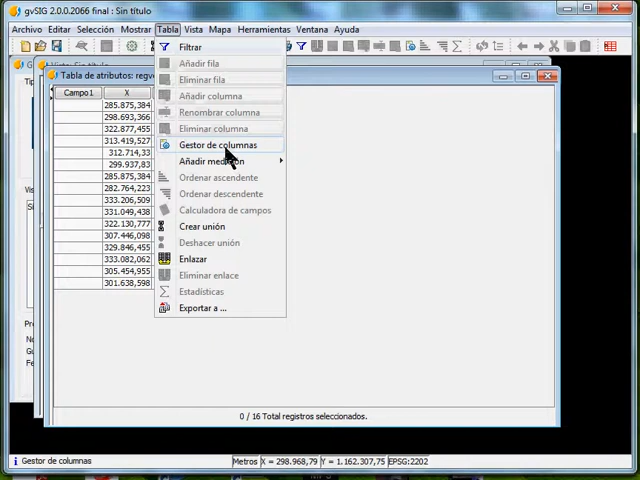 gvSIG 2.0.0.2066 final : Sin título
Archivo Editar Selección Mostrar Tabla Vista Mapa Herramientas Ventana Ayuda
Tabla de atributos: regv
Campo1 X
285.875,384
298.693,366
322.877,455
313.419,527
312.714,33
299.937,83
285.875,384
282.764,223
333.206,509
331.049,438
322.130,777
307.446,098
329.846,455
333.082,062
305.454,955
301.638,598
Filtrar
Añadir fila
Eliminar fila
Añadir columna
Renombrar columna
Eliminar columna
Gestor de columnas
Añadir medición
Ordenar ascendente
Ordenar descendente
Calculadora de campos
Crear unión
Deshacer unión
Enlazar
Eliminar enlace
Estadísticas
Exportar a ...
0 / 16 Total registros seleccionados.
Gestor de columnas
Metros X = 298.968,79 Y = 1.162.307,75 EPSG:2202